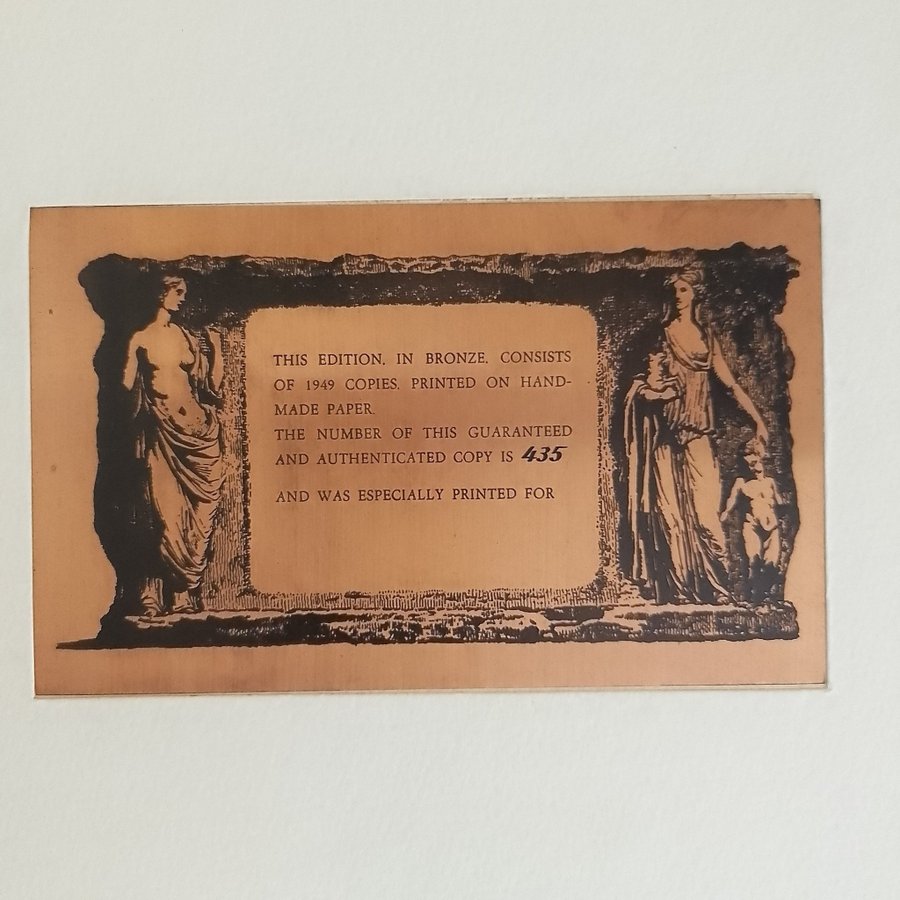 THIS EDITION, IN BRONZE, CONSISTS
OF 1949 COPIES, PRINTED ON HAND-
MADE PAPER.
THE NUMBER OF THIS GUARANTEED
AND AUTHENTICATED COPY IS 435
AND WAS ESPECIALLY PRINTED FOR